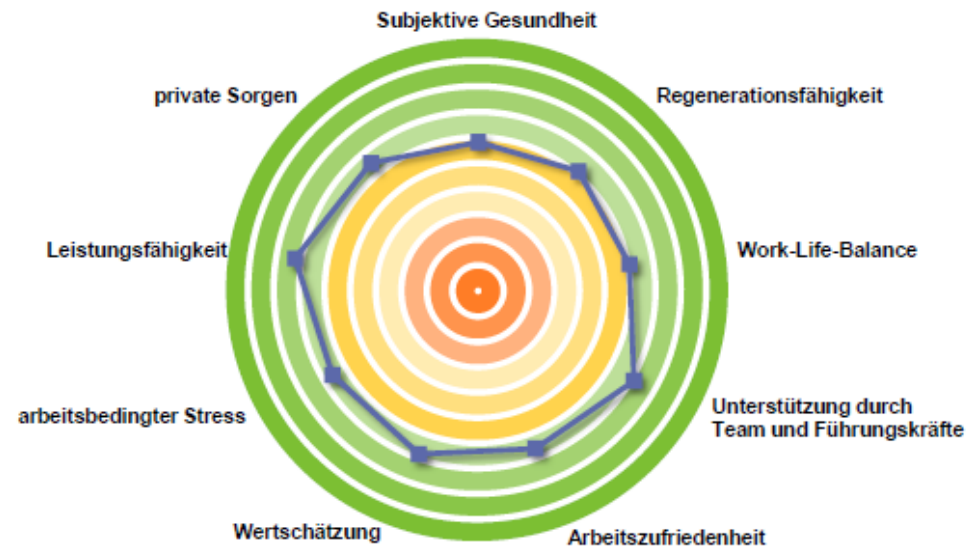 Subjektive Gesundheit
private Sorgen
Regenerationsfähigkeit
Leistungsfähigkeit
Work-Life-Balance
arbeitsbedingter Stress
Unterstützung durch
Team und Führungskräfte
Wertschätzung
Arbeitszufriedenheit